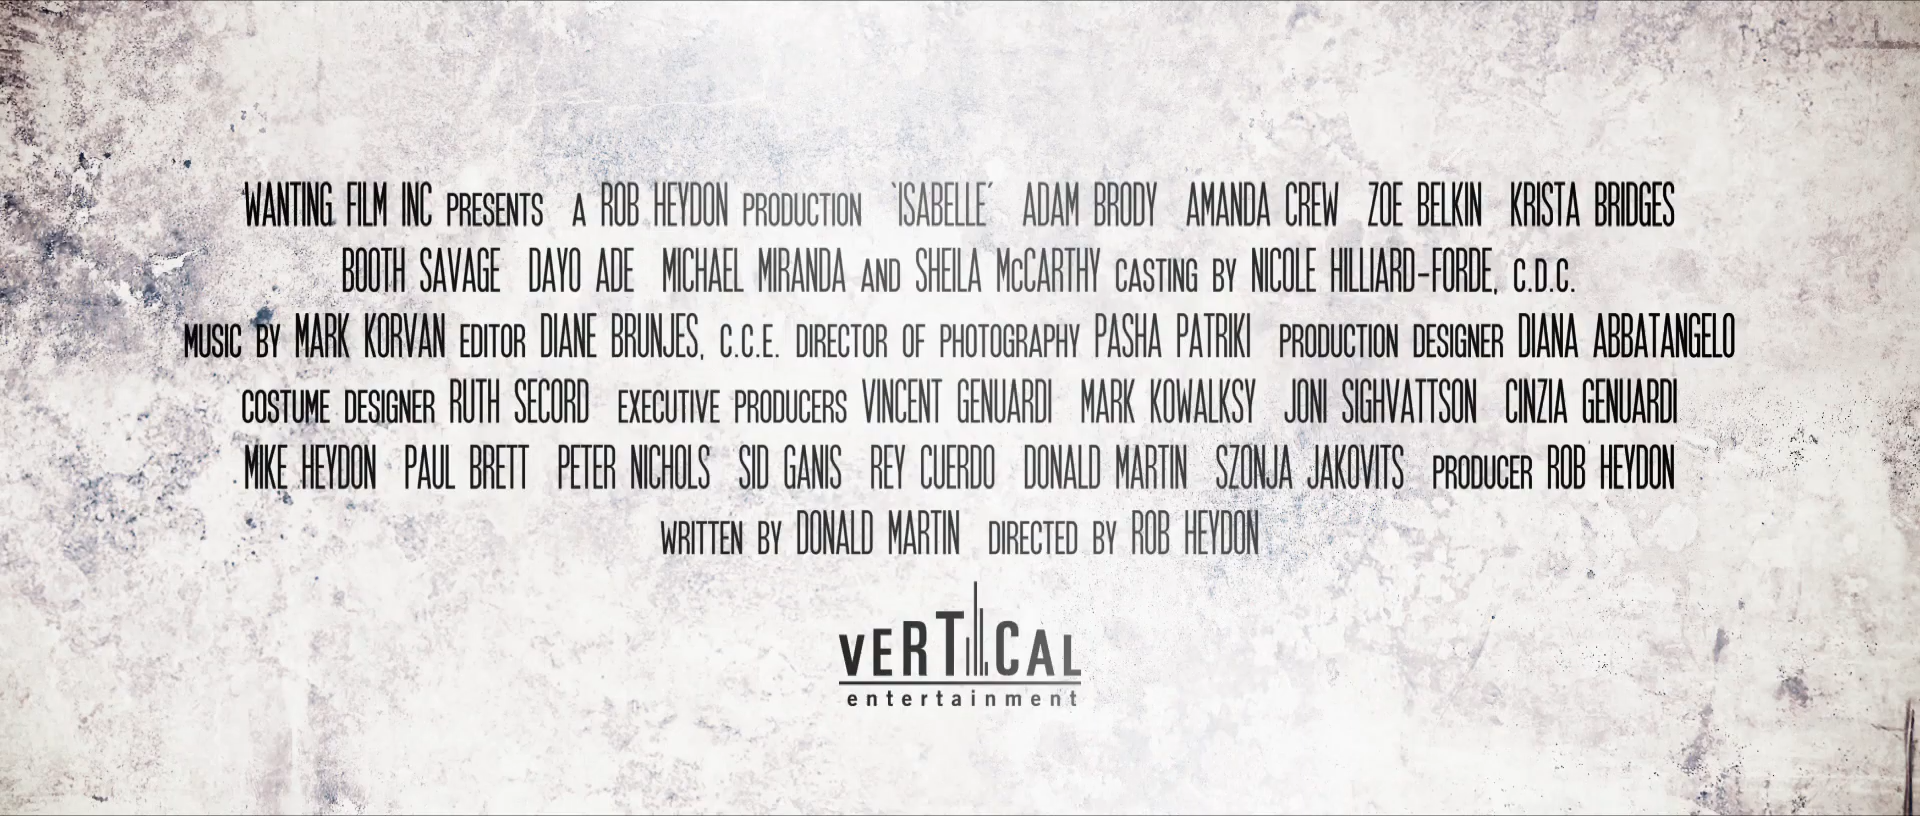 WANTING FILM INC PRESENTS A ROB HEYDON PRODUCTION 'ISABELLE' ADAM BRODY AMANDA CREW ZOE BELKIN KRISTA BRIDGES
BOOTH SAVAGE DAYO ADE MICHAEL MIRANDA AND SHEILA McCARTHY CASTING BY NICOLE HILLIARD-FORDE, C.D.C.
MUSIC BY MARK KORVAN EDITOR DIANE BRUNJES, C.C.E. DIRECTOR OF PHOTOGRAPHY PASHA PATRIKI PRODUCTION DESIGNER DIANA ABBATANGELO
COSTUME DESIGNER RUTH SECORD EXECUTIVE PRODUCERS VINCENT GENUARDI MARK KOWALKSY JONI SIGHVATTSON CINZIA GENUARDI
MIKE HEYDON PAUL BRETT PETER NICHOLS SID GANIS REY CUERDO DONALD MARTIN SZONJA JAKOVITS PRODUCER ROB HEYDON
WRITTEN BY DONALD MARTIN DIRECTED BY ROB HEYDON
VERTICAL
entertainment